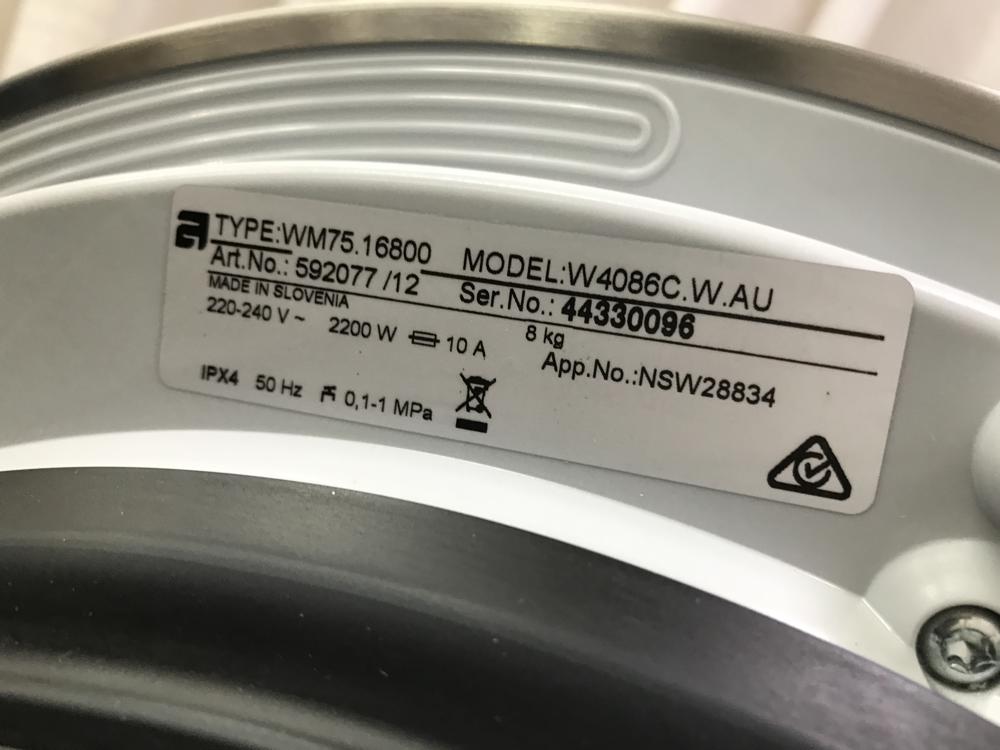 TYPE:WM75.16800 MODEL:W4086C.W.AU
Art.No.: 592077 /12 Ser.No.: 44330096
MADE IN SLOVENIA
220-240 V ~ 2200 W 10 A 8 kg
App.No.:NSW28834
IPX4 50 Hz 0,1-1 MPa